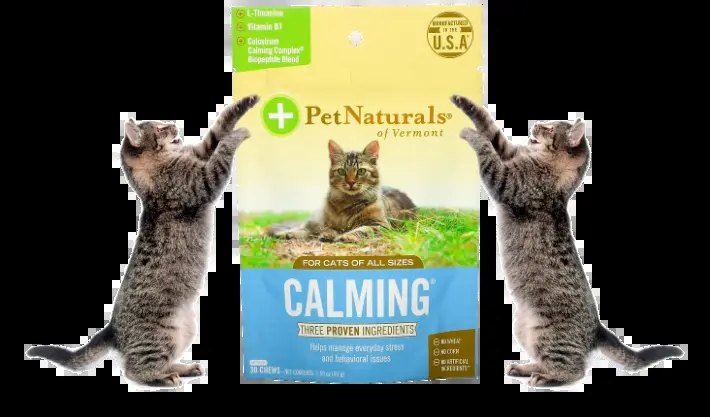 L-Theanine
Vitamin B1
Colostrum
Calming Complex®
Biopeptide Blend
MANUFACTURED
IN THE
U.S.A
PetNaturals®
of Vermont
FOR CATS OF ALL SIZES
CALMING®
THREE PROVEN INGREDIENTS
Helps manage everyday stress
and behavioral issues
30 CHEWS
NO WHEAT
NO CORN
NO ARTIFICIAL
INGREDIENTS